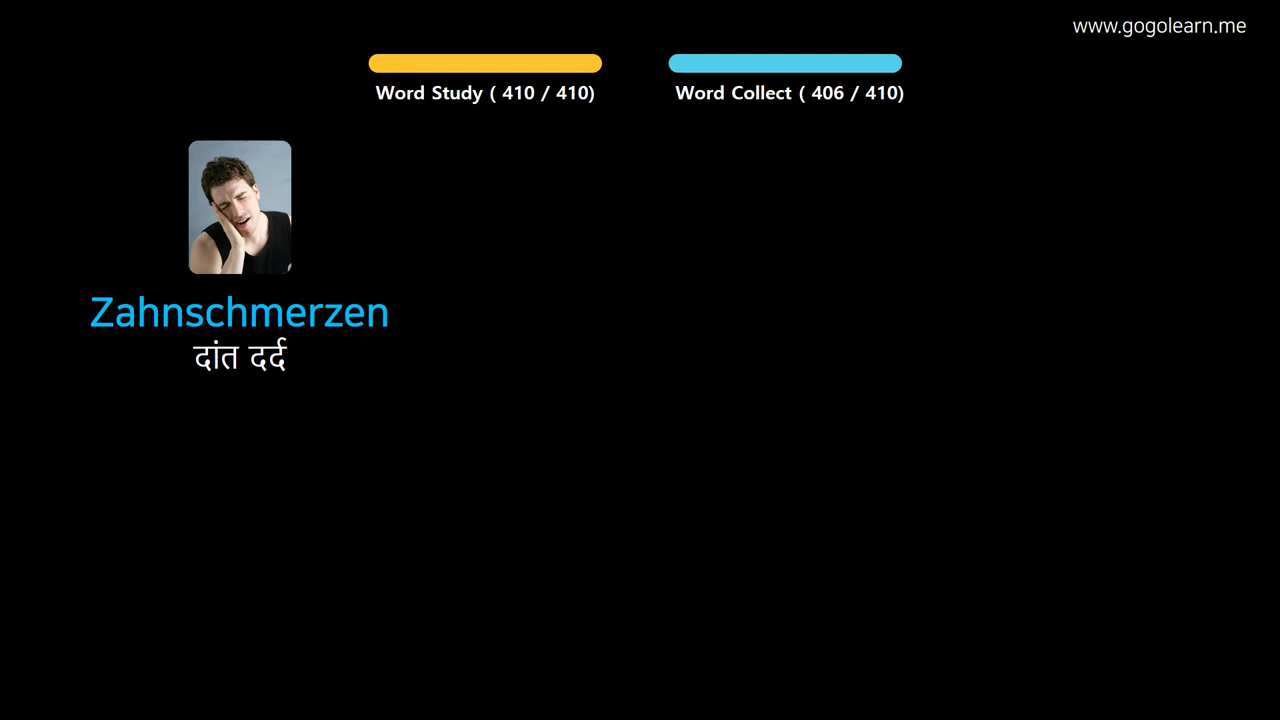 www.gogolearn.me
Word Study ( 410 / 410)
Word Collect ( 406 / 410)
Zahnschmerzen
दांत दर्द